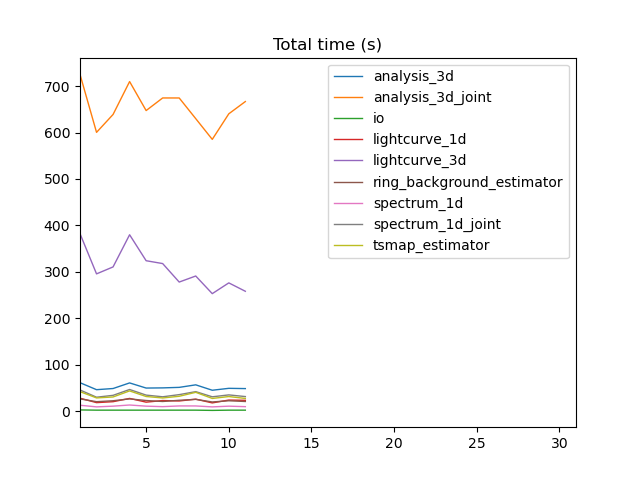 Total time (s)
700
600
500
400
300
200
100
0
5
10
15
20
25
30
analysis_3d
analysis_3d_joint
io
lightcurve_1d
lightcurve_3d
ring_background_estimator
spectrum_1d
spectrum_1d_joint
tsmap_estimator